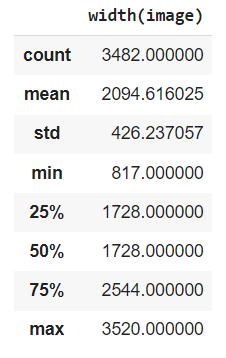 width(image)
count 3482.000000
mean 2094.616025
std 426.237057
min 817.000000
25% 1728.000000
50% 1728.000000
75% 2544.000000
max 3520.000000